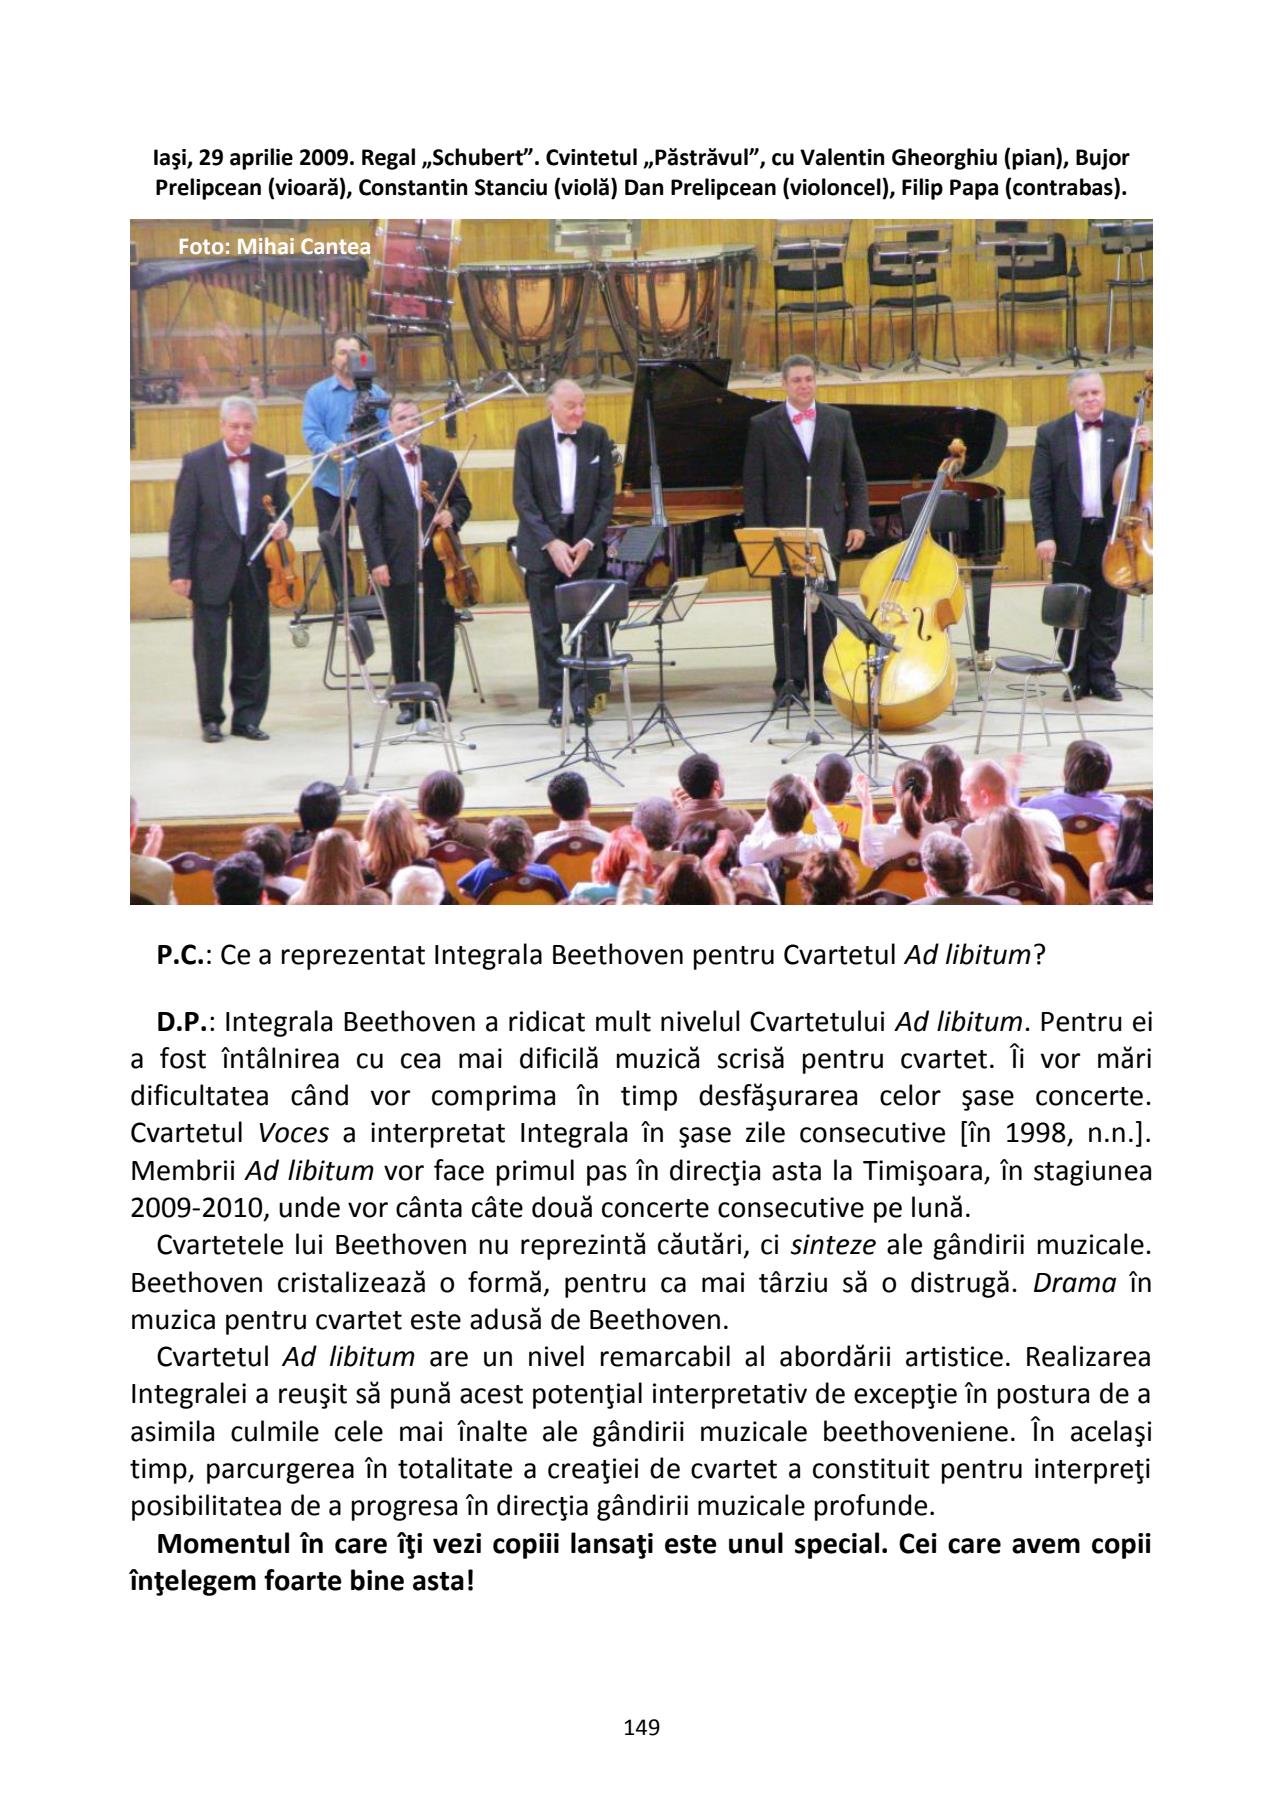 Iaşi, 29 aprilie 2009. Regal „Schubert”. Cvintetul „Păstrăvul”, cu Valentin Gheorghiu (pian), Bujor
Prelipcean (vioară), Constantin Stanciu (violă) Dan Prelipcean (violoncel), Filip Papa (contrabas).
Foto: Mihai Cantea
P.C.: Ce a reprezentat Integrala Beethoven pentru Cvartetul Ad libitum?
D.P.: Integrala Beethoven a ridicat mult nivelul Cvartetului Ad libitum. Pentru ei
a fost întâlnirea cu cea mai dificilă muzică scrisă pentru cvartet. Îi vor mări
dificultatea când vor comprima în timp desfăşurarea celor şase concerte.
Cvartetul Voces a interpretat Integrala în şase zile consecutive [în 1998, n.n.].
Membrii Ad libitum vor face primul pas în direcţia asta la Timişoara, în stagiunea
2009-2010, unde vor cânta câte două concerte consecutive pe lună.
Cvartetele lui Beethoven nu reprezintă căutări, ci sinteze ale gândirii muzicale.
Beethoven cristalizează o formă, pentru ca mai târziu să o distrugă. Drama în
muzica pentru cvartet este adusă de Beethoven.
Cvartetul Ad libitum are un nivel remarcabil al abordării artistice. Realizarea
Integralei a reuşit să pună acest potenţial interpretativ de excepţie în postura de a
asimila culmile cele mai înalte ale gândirii muzicale beethoveniene. În acelaşi
timp, parcurgerea în totalitate a creaţiei de cvartet a constituit pentru interpreţi
posibilitatea de a progresa în direcţia gândirii muzicale profunde.
Momentul în care îţi vezi copiii lansaţi este unul special. Cei care avem copii
înţelegem foarte bine asta!
149